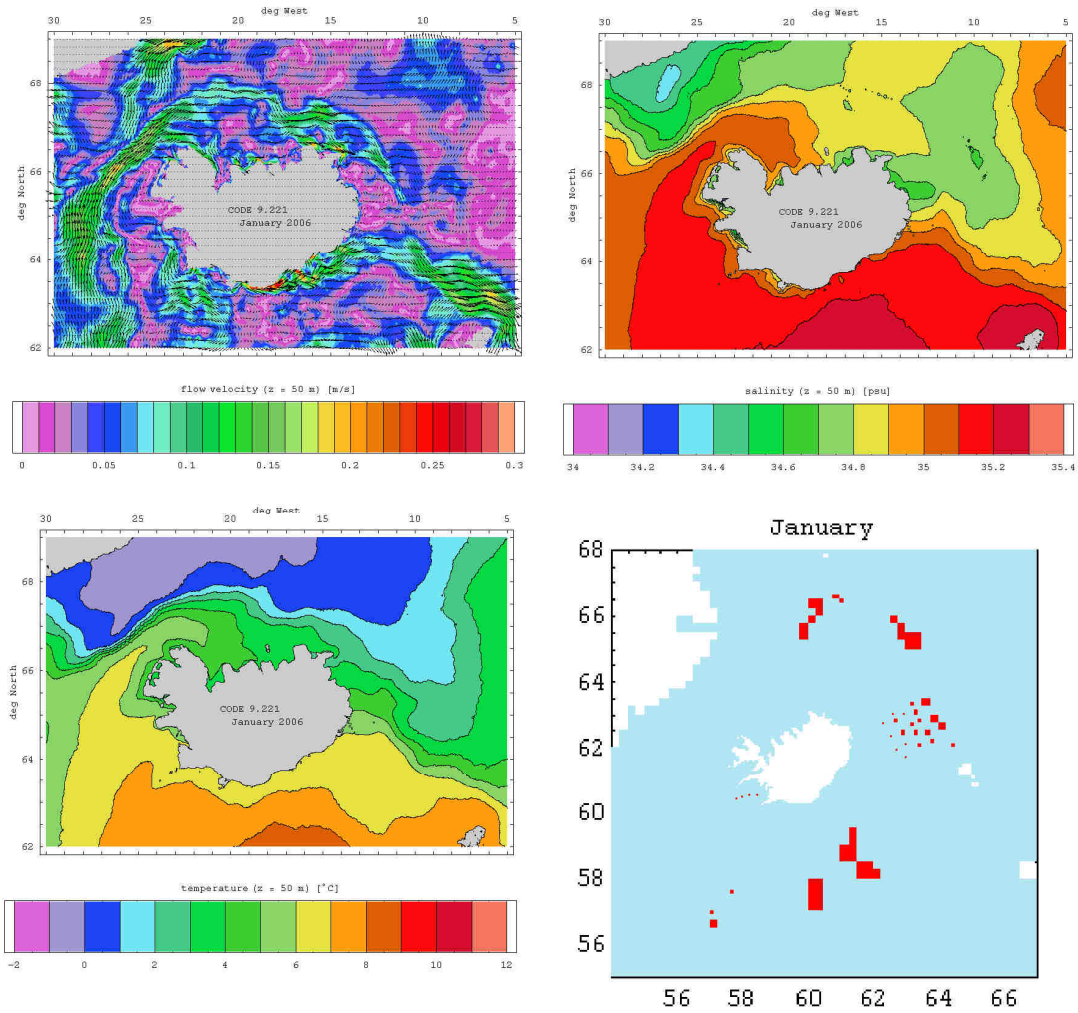 deg West
30 25 20 15 10 5
68
66
64
62
deg North
CODE 9.221
January 2006
flow velocity (z = 50 m) [m/s]
0 0.05 0.1 0.15 0.2 0.25 0.3
deg West
30 25 20 15 10 5
68
66
64
62
deg North
CODE 9.221
January 2006
salinity (z = 50 m) [psu]
34 34.2 34.4 34.6 34.8 35 35.2 35.4
deg West
30 25 20 15 10 5
68
66
64
62
deg North
CODE 9.221
January 2006
temperature (z = 50 m) [°C]
-2 0 2 4 6 8 10 12
January
68
66
64
62
60
58
56
56 58 60 62 64 66